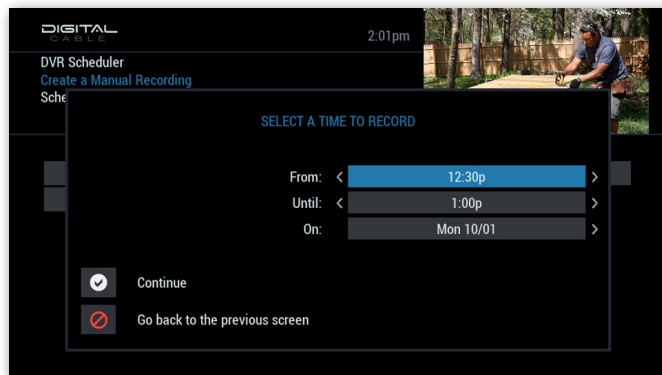 DIGITAL
CABLE
2:01pm
DVR Scheduler
Create a Manual Recording
Sche
SELECT A TIME TO RECORD
From: < 12:30p >
Until: < 1:00p >
On: Mon 10/01 >
Continue
Go back to the previous screen